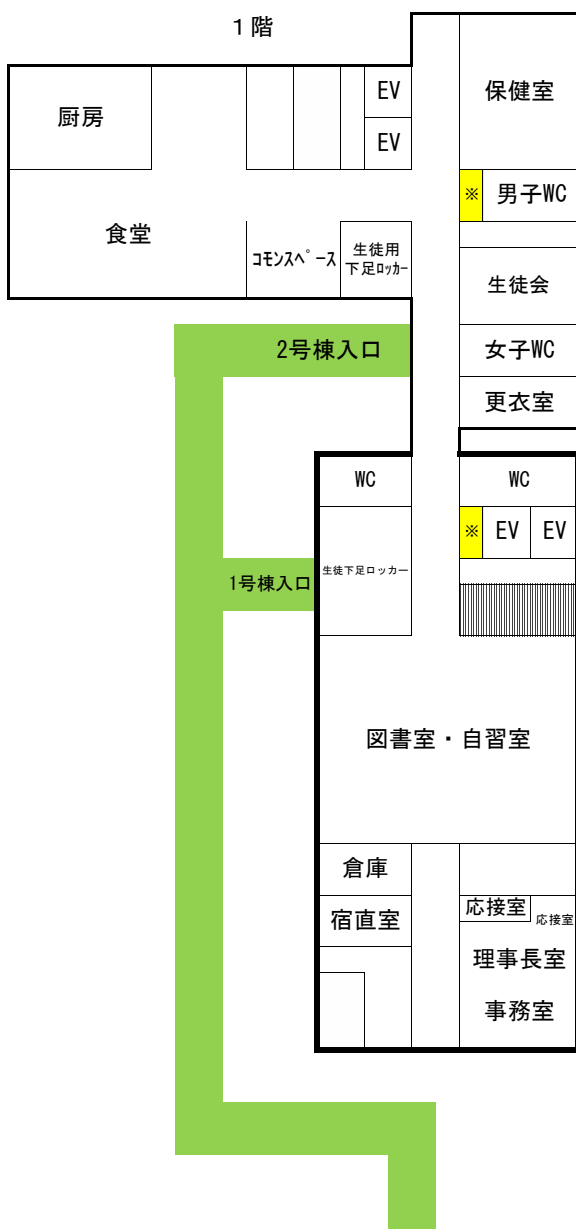 １階
EV
保健室
厨房
EV
※
男子WC
食堂
ｺﾓﾝｽﾍﾟｰｽ
生徒用
下足ﾛｯｶｰ
生徒会
2号棟入口
女子WC
更衣室
WC
WC
※
EV
EV
生徒下足ロッカー
1号棟入口
図書室・自習室
倉庫
宿直室
応接室
応接室
理事長室
事務室